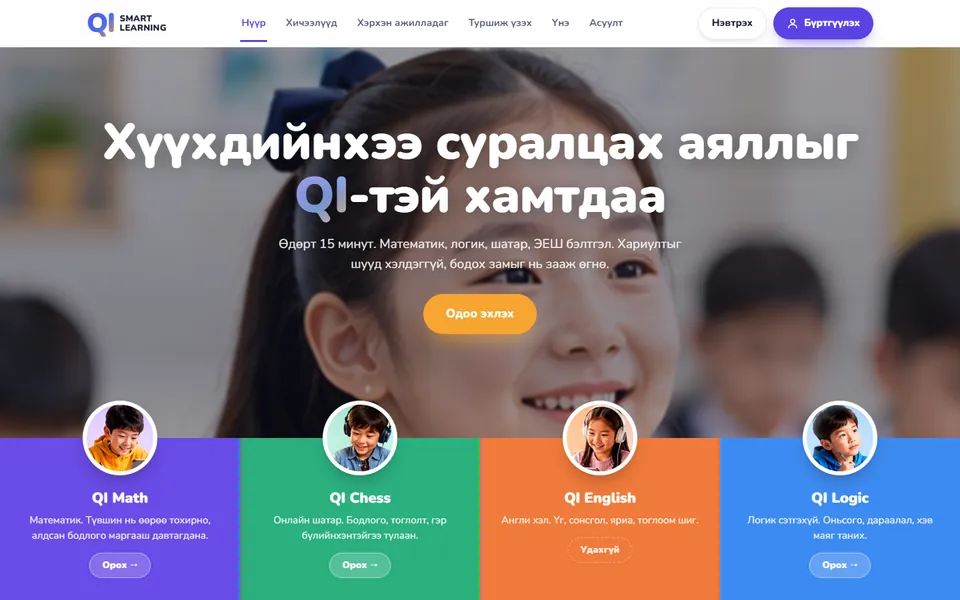 QI SMART LEARNING
Нүүр
Хичээлүүд
Хэрхэн ажилладаг
Туршиж үзэх
Үнэ
Асуулт
Нэвтрэх
Бүртгүүлэх
Хүүхдийнхээ суралцах аяллыг
QI-тэй хамтдаа
Өдөрт 15 минут. Математик, логик, шатар, ЭЕШ бэлтгэл. Хариултыг
шууд хэлдэггүй, бодох замыг нь зааж өгнө.
Одоо эхлэх
QI Math
Математик. Түвшин нь өөрөө тохирно,
алдсан бодлого маргааш давтагдана.
Орох →
QI Chess
Онлайн шатар. Бодлого, тоглолт, гэр
бүлийнхэнтэйгээ тулаан.
Орох →
QI English
Англи хэл. Үг, сонсгол, яриа, тоглоом шиг.
Удахгүй
QI Logic
Логик сэтгэхүй. Оньсого, дараалал, хэв
маяг таних.
Орох →